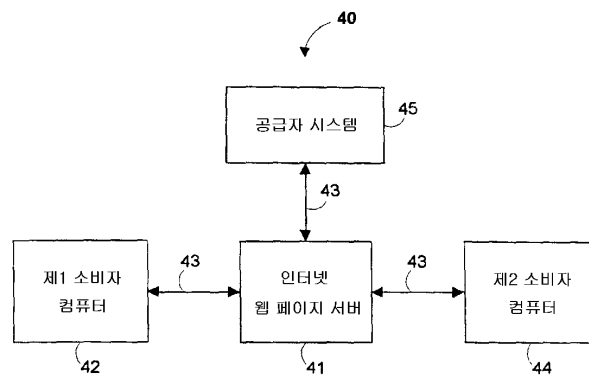 40
공급자 시스템
45
43
제1 소비자
컴퓨터
43
인터넷
웹 페이지 서버
43
제2 소비자
컴퓨터
42
41
44